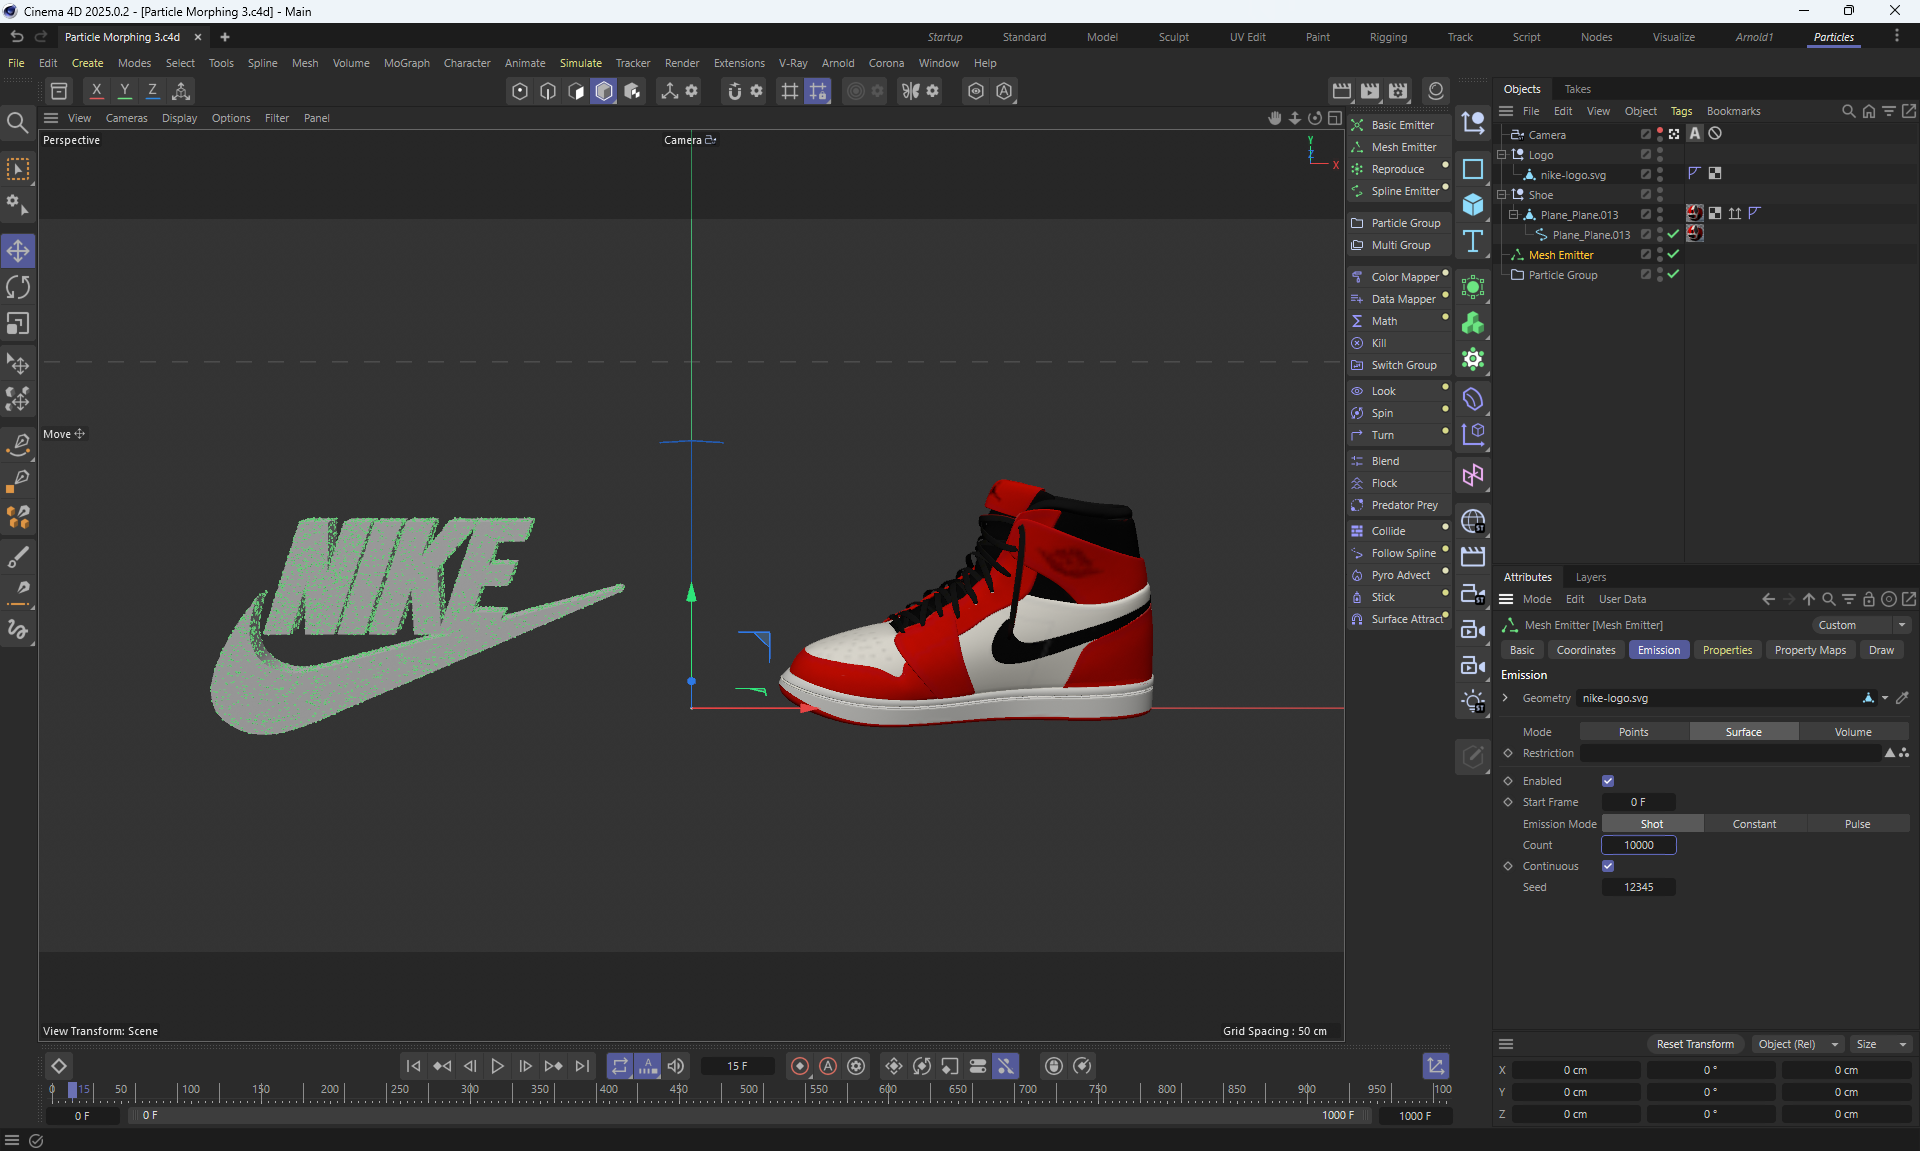 Cinema 4D 2025.0.2 - [Particle Morphing 3.c4d] - Main
Particle Morphing 3.c4d
Startup Standard Model Sculpt UV Edit Paint Rigging Track Script Nodes Visualize Arnold1 Particles
File Edit Create Modes Select Tools Spline Mesh Volume MoGraph Character Animate Simulate Tracker Render Extensions V-Ray Arnold Corona Window Help
X Y Z
View Cameras Display Options Filter Panel
Perspective
Camera
Y
Z
X
Move
NIKE
View Transform: Scene
Grid Spacing : 50 cm
Basic Emitter
Mesh Emitter
Reproduce
Spline Emitter
Particle Group
Multi Group
Color Mapper
Data Mapper
Math
Kill
Switch Group
Look
Spin
Turn
Blend
Flock
Predator Prey
Collide
Follow Spline
Pyro Advect
Stick
Surface Attract
Objects Takes
File Edit View Object Tags Bookmarks
Camera
Logo
nike-logo.svg
Shoe
Plane_Plane.013
Plane_Plane.013
Mesh Emitter
Particle Group
Attributes Layers
Mode Edit User Data
Mesh Emitter [Mesh Emitter] Custom
Basic Coordinates Emission Properties Property Maps Draw
Emission
Geometry nike-logo.svg
Mode Points Surface Volume
Restriction
Enabled
Start Frame 0 F
Emission Mode Shot Constant Pulse
Count 10000
Continuous
Seed 12345
Reset Transform Object (Rel) Size
X 0 cm 0 ° 0 cm
Y 0 cm 0 ° 0 cm
Z 0 cm 0 ° 0 cm
15 F
0 15 50 100 150 200 250 300 350 400 450 500 550 600 650 700 750 800 850 900 950 100
0 F 0 F 1000 F 1000 F